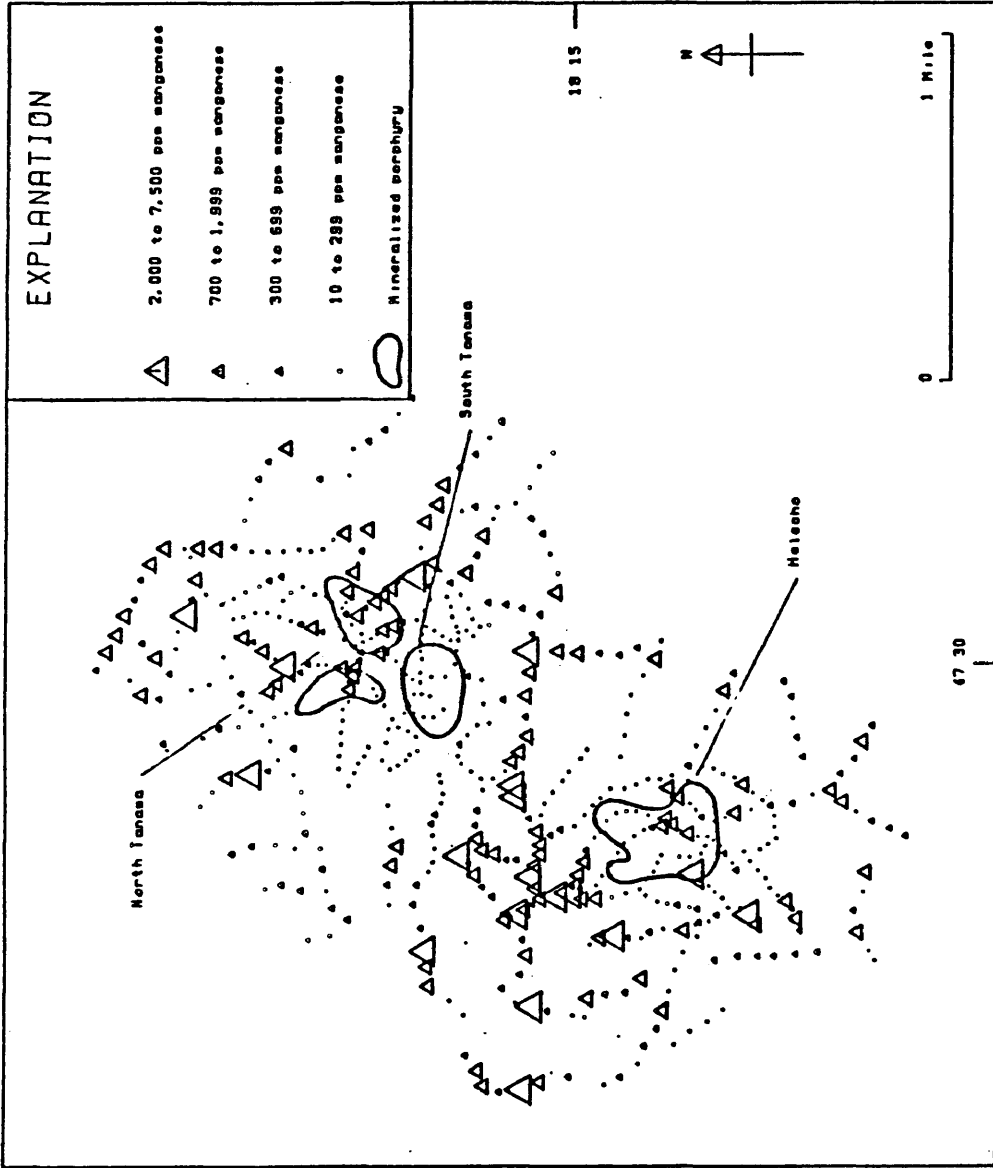 EXPLANATION
2,000 to 7,500 ppm manganese
700 to 1,999 ppm manganese
300 to 699 ppm manganese
10 to 299 ppm manganese
Mineralized porphyry
North Tanama
South Tanama
Helecho
18 15
N
67 30
0 1 Mile